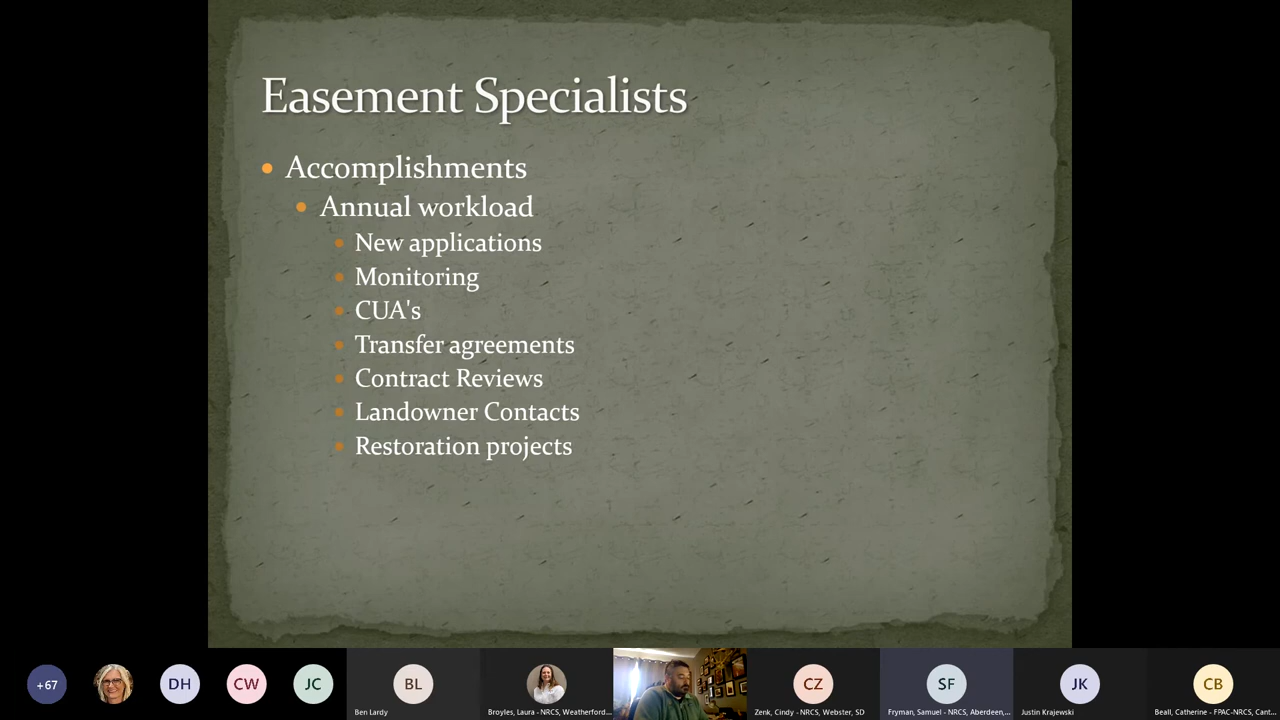 Easement Specialists
Accomplishments
Annual workload
New applications
Monitoring
CUA's
Transfer agreements
Contract Reviews
Landowner Contacts
Restoration projects
+67
DH
CW
JC
BL
Ben Lardy
Broyles, Laura - NRCS, Weatherford...
CZ
Zenk, Cindy - NRCS, Webster, SD
SF
Fryman, Samuel - NRCS, Aberdeen,...
JK
Justin Krajewski
CB
Beall, Catherine - FPAC-NRCS, Cant...